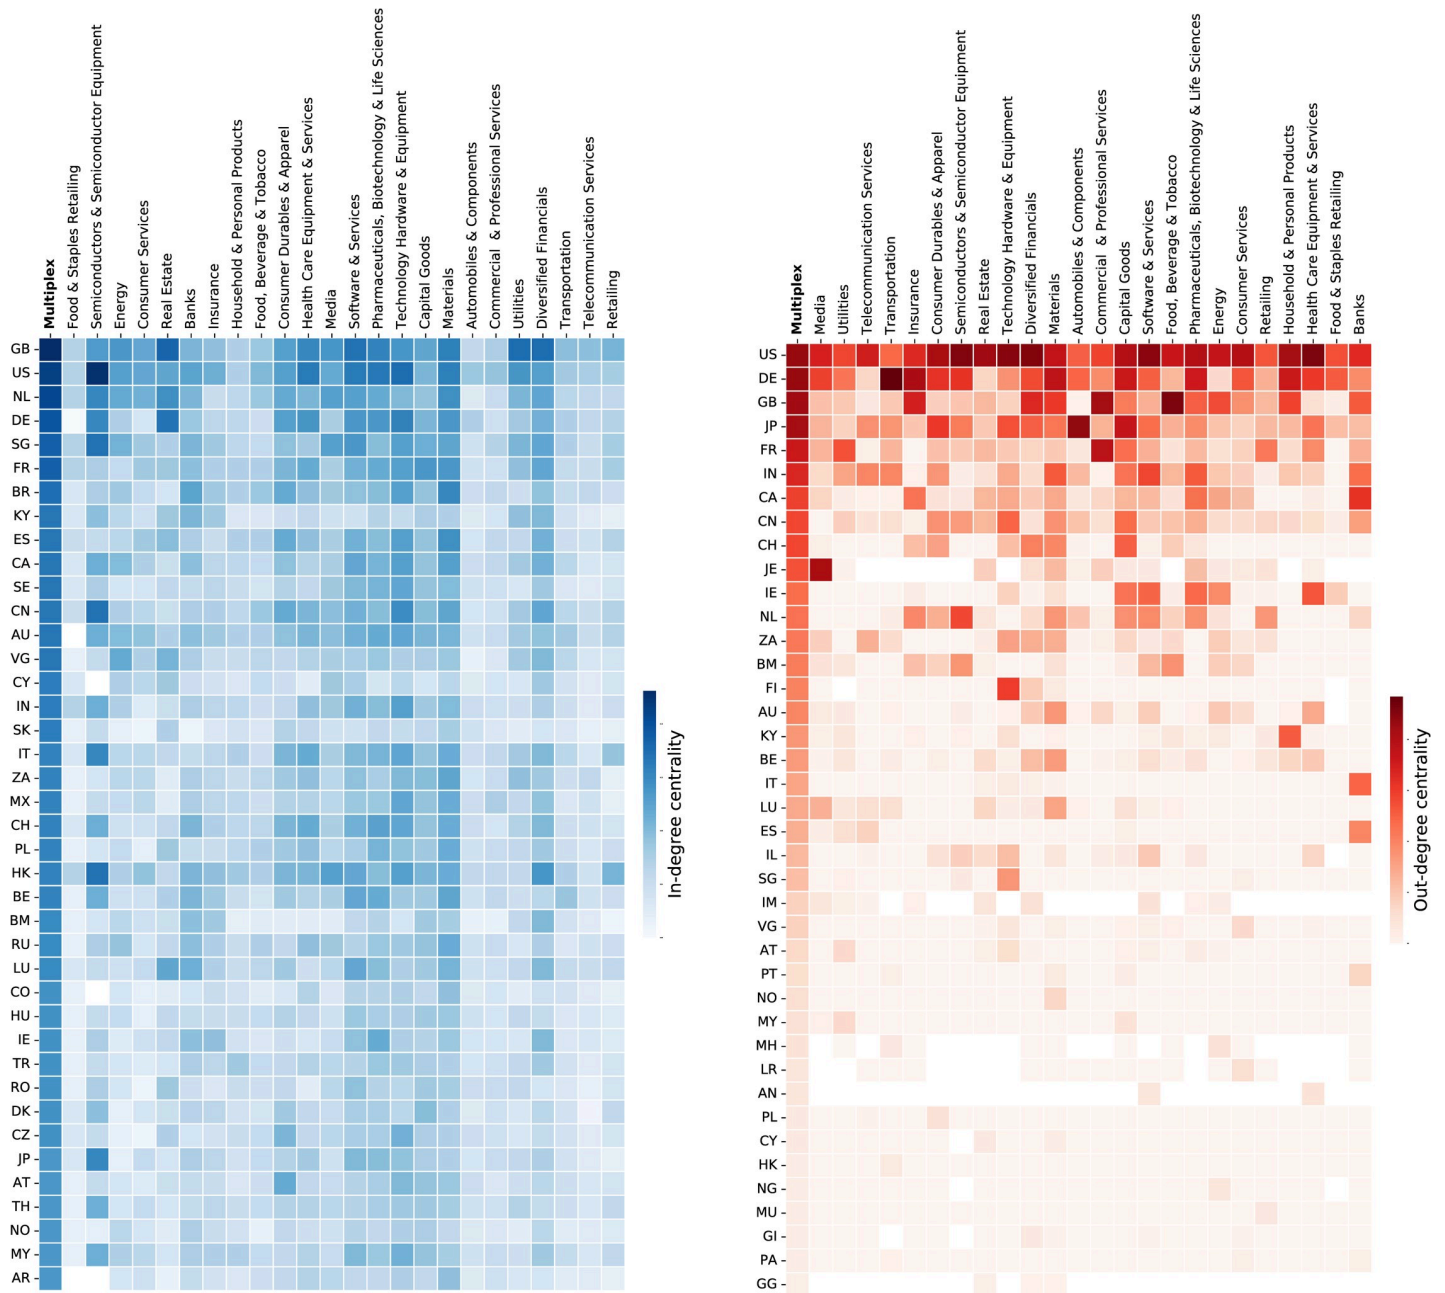 Multiplex
Food & Staples Retailing
Semiconductors & Semiconductor Equipment
Energy
Consumer Services
Real Estate
Banks
Insurance
Household & Personal Products
Food, Beverage & Tobacco
Consumer Durables & Apparel
Health Care Equipment & Services
Media
Software & Services
Pharmaceuticals, Biotechnology & Life Sciences
Technology Hardware & Equipment
Capital Goods
Materials
Automobiles & Components
Commercial & Professional Services
Utilities
Diversified Financials
Transportation
Telecommunication Services
Retailing
GB
US
NL
DE
SG
FR
BR
KY
ES
CA
SE
CN
AU
VG
CY
IN
SK
IT
ZA
MX
CH
PL
HK
BE
BM
RU
LU
CO
HU
IE
TR
RO
DK
CZ
JP
AT
TH
NO
MY
AR
In-degree centrality
Multiplex
Media
Utilities
Telecommunication Services
Transportation
Insurance
Consumer Durables & Apparel
Semiconductors & Semiconductor Equipment
Real Estate
Technology Hardware & Equipment
Diversified Financials
Materials
Automobiles & Components
Commercial & Professional Services
Capital Goods
Software & Services
Food, Beverage & Tobacco
Pharmaceuticals, Biotechnology & Life Sciences
Energy
Consumer Services
Retailing
Household & Personal Products
Health Care Equipment & Services
Food & Staples Retailing
Banks
US
DE
GB
JP
FR
IN
CA
CN
CH
JE
IE
NL
ZA
BM
FI
AU
KY
BE
IT
LU
ES
IL
SG
IM
VG
AT
PT
NO
MY
MH
LR
AN
PL
CY
HK
NG
MU
GI
PA
GG
Out-degree centrality